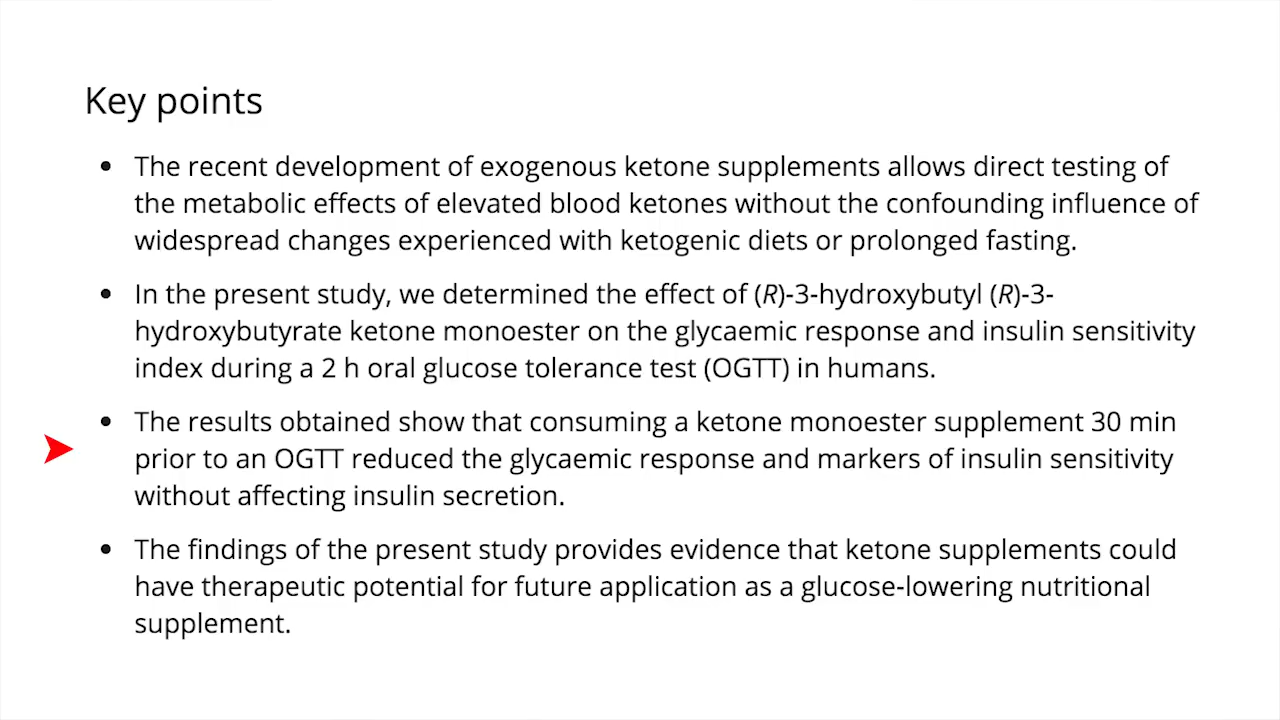 Key points
• The recent development of exogenous ketone supplements allows direct testing of
the metabolic effects of elevated blood ketones without the confounding influence of
widespread changes experienced with ketogenic diets or prolonged fasting.
• In the present study, we determined the effect of (R)-3-hydroxybutyl (R)-3-
hydroxybutyrate ketone monoester on the glycaemic response and insulin sensitivity
index during a 2 h oral glucose tolerance test (OGTT) in humans.
• The results obtained show that consuming a ketone monoester supplement 30 min
prior to an OGTT reduced the glycaemic response and markers of insulin sensitivity
without affecting insulin secretion.
• The findings of the present study provides evidence that ketone supplements could
have therapeutic potential for future application as a glucose-lowering nutritional
supplement.